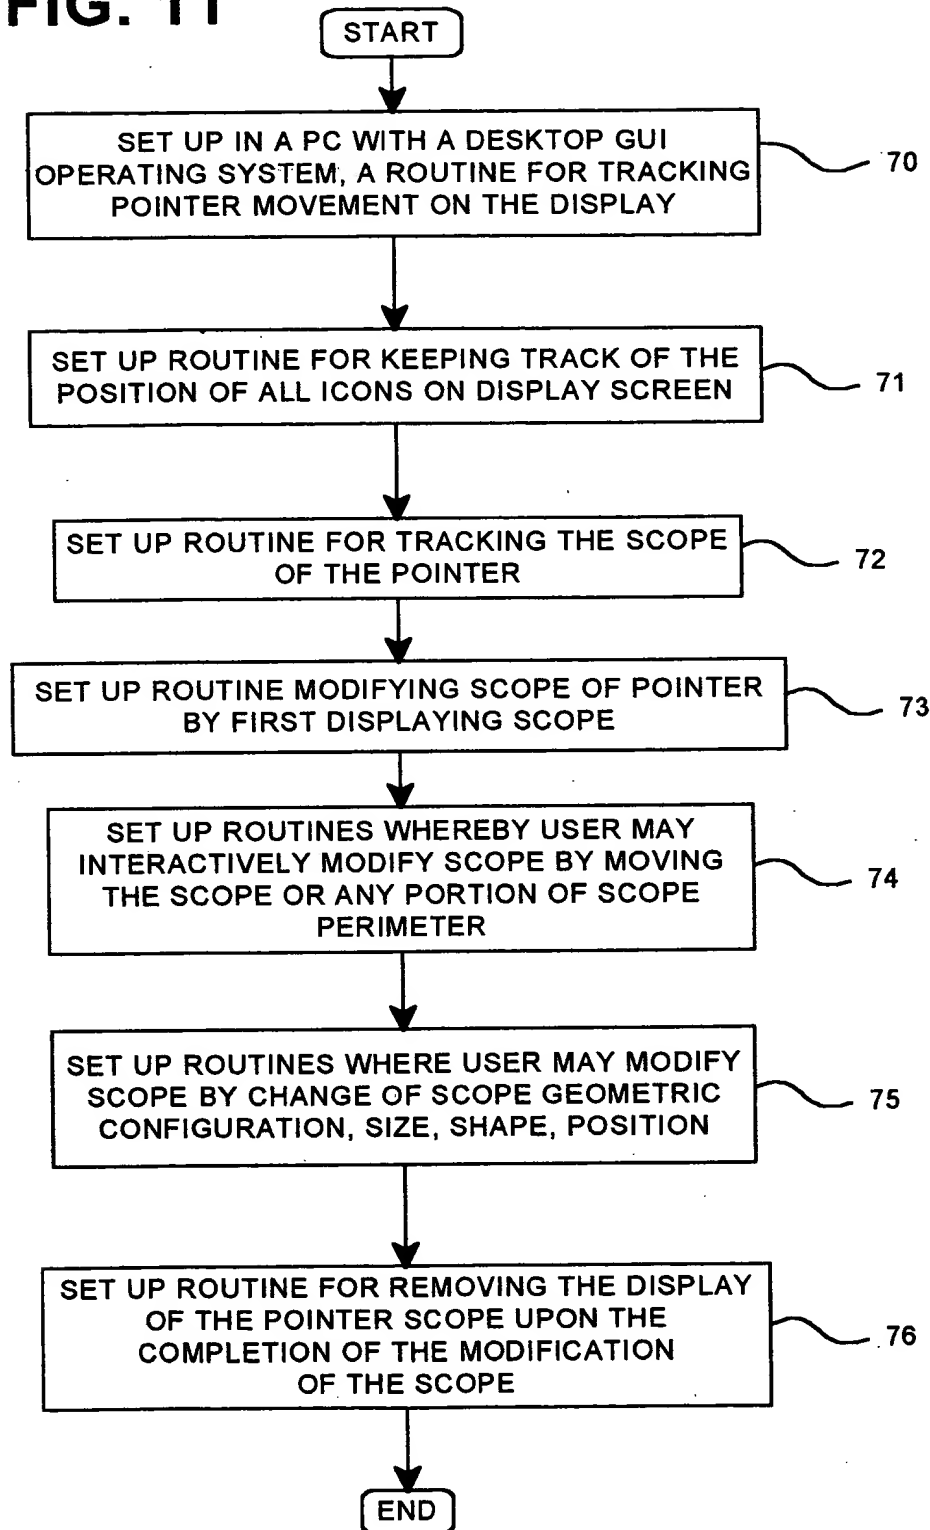 FIG. 11
START
SET UP IN A PC WITH A DESKTOP GUI
OPERATING SYSTEM, A ROUTINE FOR TRACKING
POINTER MOVEMENT ON THE DISPLAY
70
SET UP ROUTINE FOR KEEPING TRACK OF THE
POSITION OF ALL ICONS ON DISPLAY SCREEN
71
SET UP ROUTINE FOR TRACKING THE SCOPE
OF THE POINTER
72
SET UP ROUTINE MODIFYING SCOPE OF POINTER
BY FIRST DISPLAYING SCOPE
73
SET UP ROUTINES WHEREBY USER MAY
INTERACTIVELY MODIFY SCOPE BY MOVING
THE SCOPE OR ANY PORTION OF SCOPE
PERIMETER
74
SET UP ROUTINES WHERE USER MAY MODIFY
SCOPE BY CHANGE OF SCOPE GEOMETRIC
CONFIGURATION, SIZE, SHAPE, POSITION
75
SET UP ROUTINE FOR REMOVING THE DISPLAY
OF THE POINTER SCOPE UPON THE
COMPLETION OF THE MODIFICATION
OF THE SCOPE
76
END